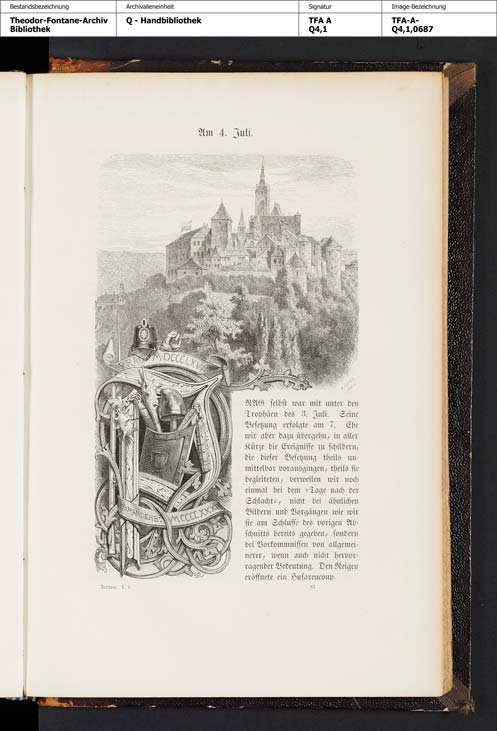 Bestandsbezeichnung
Archivalieneinheit
Signatur
Image-Bezeichnung
Theodor-Fontane-Archiv
Bibliothek
Q - Handbibliothek
TFA A
Q4,1
TFA-A-
Q4,1,0687
Am 4. Juli.
MDCCCLXVI
MCCCCLXXX
RAG selbst war mit unter den
Trophäen des 3. Juli. Seine
Besetzung erfolgte am 7. Ehe
wir aber dazu übergehn, in aller
Kürze die Ereignisse zu schildern,
die dieser Besetzung theils un-
mittelbar vorausgingen, theils sie
begleiteten, verweilen wir noch
einmal bei dem »Tage nach der
Schlacht«, nicht bei ähnlichen
Bildern und Vorgängen wie wir
sie am Schlusse des vorigen Ab-
schnitts bereits gegeben, sondern
bei Vorkommnissen von allgemei-
nerer, wenn auch nicht hervor-
ragender Bedeutung. Den Reigen
eröffnete ein Husarencoup